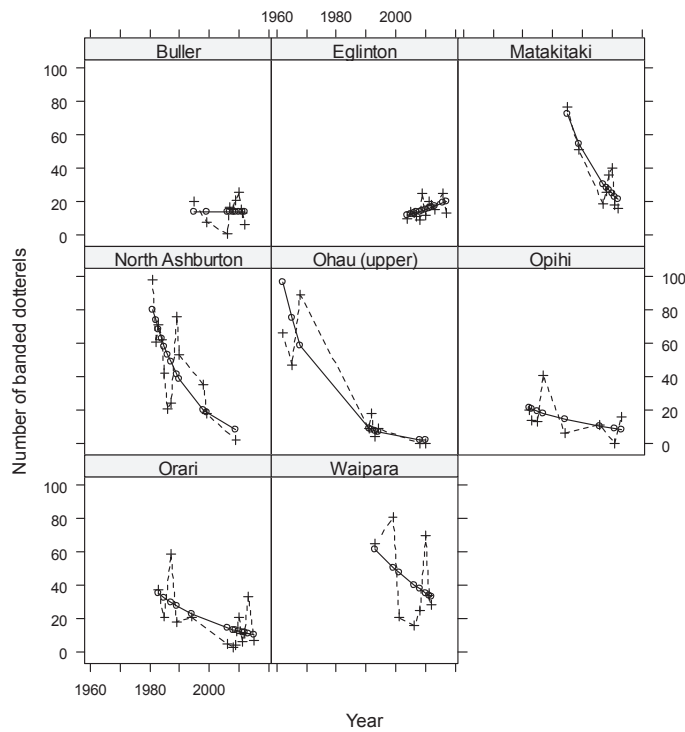 1960 1980 2000
Buller Eglinton Matakitaki
100
80
60
40
20
0
North Ashburton Ohau (upper) Opihi
100
80
60
40
20
0
Orari Waipara
100
80
60
40
20
0
1960 1980 2000
Number of banded dotterels
Year